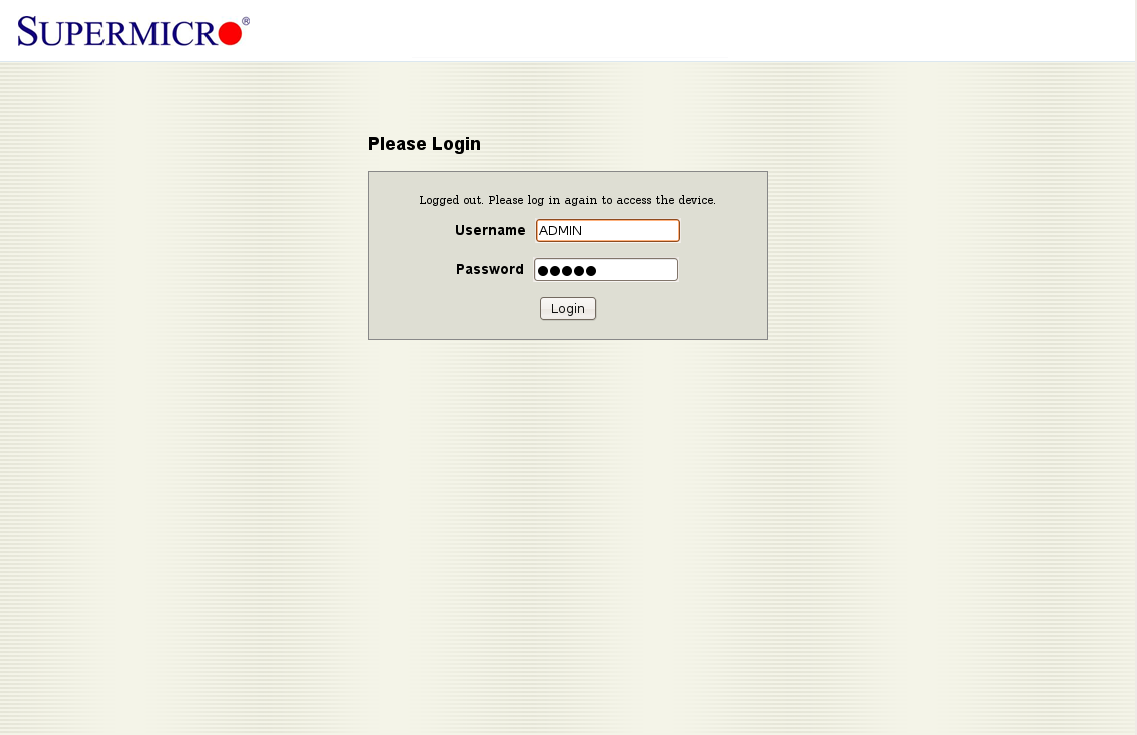 SUPERMICRO®
Please Login
Logged out. Please log in again to access the device.
Username ADMIN
Password ●●●●●
Login